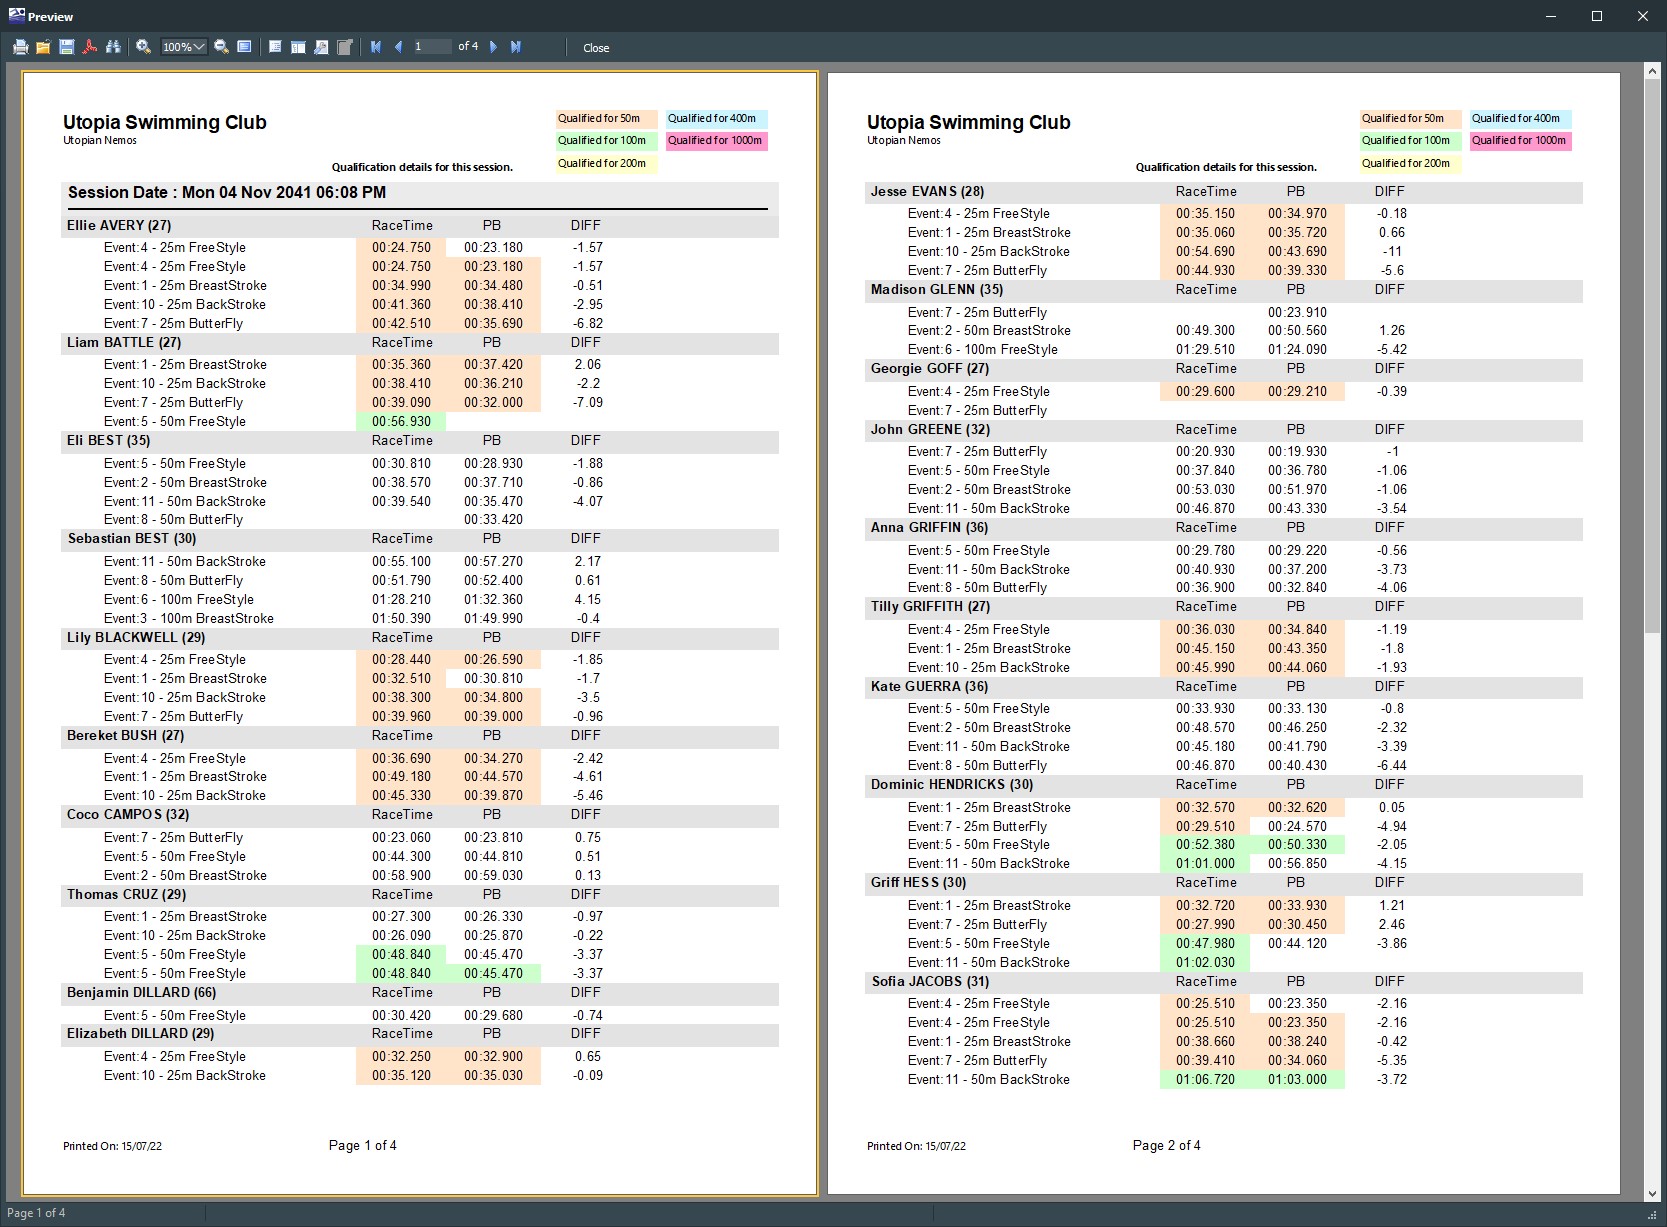 Preview
100%
1 of 4
Close
Utopia Swimming Club
Utopian Nemos
Qualified for 50m Qualified for 400m
Qualified for 100m Qualified for 1000m
Qualified for 200m
Qualification details for this session.
Session Date : Mon 04 Nov 2041 06:08 PM
Ellie AVERY (27) RaceTime PB DIFF
Event:4 - 25m FreeStyle 00:24.750 00:23.180 -1.57
Event:4 - 25m FreeStyle 00:24.750 00:23.180 -1.57
Event:1 - 25m BreastStroke 00:34.990 00:34.480 -0.51
Event:10 - 25m BackStroke 00:41.360 00:38.410 -2.95
Event:7 - 25m ButterFly 00:42.510 00:35.690 -6.82
Liam BATTLE (27) RaceTime PB DIFF
Event:1 - 25m BreastStroke 00:35.360 00:37.420 2.06
Event:10 - 25m BackStroke 00:38.410 00:36.210 -2.2
Event:7 - 25m ButterFly 00:39.090 00:32.000 -7.09
Event:5 - 50m FreeStyle 00:56.930
Eli BEST (35) RaceTime PB DIFF
Event:5 - 50m FreeStyle 00:30.810 00:28.930 -1.88
Event:2 - 50m BreastStroke 00:38.570 00:37.710 -0.86
Event:11 - 50m BackStroke 00:39.540 00:35.470 -4.07
Event:8 - 50m ButterFly 00:33.420
Sebastian BEST (30) RaceTime PB DIFF
Event:11 - 50m BackStroke 00:55.100 00:57.270 2.17
Event:8 - 50m ButterFly 00:51.790 00:52.400 0.61
Event:6 - 100m FreeStyle 01:28.210 01:32.360 4.15
Event:3 - 100m BreastStroke 01:50.390 01:49.990 -0.4
Lily BLACKWELL (29) RaceTime PB DIFF
Event:4 - 25m FreeStyle 00:28.440 00:26.590 -1.85
Event:1 - 25m BreastStroke 00:32.510 00:30.810 -1.7
Event:10 - 25m BackStroke 00:38.300 00:34.800 -3.5
Event:7 - 25m ButterFly 00:39.960 00:39.000 -0.96
Bereket BUSH (27) RaceTime PB DIFF
Event:4 - 25m FreeStyle 00:36.690 00:34.270 -2.42
Event:1 - 25m BreastStroke 00:49.180 00:44.570 -4.61
Event:10 - 25m BackStroke 00:45.330 00:39.870 -5.46
Coco CAMPOS (32) RaceTime PB DIFF
Event:7 - 25m ButterFly 00:23.060 00:23.810 0.75
Event:5 - 50m FreeStyle 00:44.300 00:44.810 0.51
Event:2 - 50m BreastStroke 00:58.900 00:59.030 0.13
Thomas CRUZ (29) RaceTime PB DIFF
Event:1 - 25m BreastStroke 00:27.300 00:26.330 -0.97
Event:10 - 25m BackStroke 00:26.090 00:25.870 -0.22
Event:5 - 50m FreeStyle 00:48.840 00:45.470 -3.37
Event:5 - 50m FreeStyle 00:48.840 00:45.470 -3.37
Benjamin DILLARD (66) RaceTime PB DIFF
Event:5 - 50m FreeStyle 00:30.420 00:29.680 -0.74
Elizabeth DILLARD (29) RaceTime PB DIFF
Event:4 - 25m FreeStyle 00:32.250 00:32.900 0.65
Event:10 - 25m BackStroke 00:35.120 00:35.030 -0.09
Printed On: 15/07/22 Page 1 of 4
Utopia Swimming Club
Utopian Nemos
Qualified for 50m Qualified for 400m
Qualified for 100m Qualified for 1000m
Qualified for 200m
Qualification details for this session.
Jesse EVANS (28) RaceTime PB DIFF
Event:4 - 25m FreeStyle 00:35.150 00:34.970 -0.18
Event:1 - 25m BreastStroke 00:35.060 00:35.720 0.66
Event:10 - 25m BackStroke 00:54.690 00:43.690 -11
Event:7 - 25m ButterFly 00:44.930 00:39.330 -5.6
Madison GLENN (35) RaceTime PB DIFF
Event:7 - 25m ButterFly 00:23.910
Event:2 - 50m BreastStroke 00:49.300 00:50.560 1.26
Event:6 - 100m FreeStyle 01:29.510 01:24.090 -5.42
Georgie GOFF (27) RaceTime PB DIFF
Event:4 - 25m FreeStyle 00:29.600 00:29.210 -0.39
Event:7 - 25m ButterFly
John GREENE (32) RaceTime PB DIFF
Event:7 - 25m ButterFly 00:20.930 00:19.930 -1
Event:5 - 50m FreeStyle 00:37.840 00:36.780 -1.06
Event:2 - 50m BreastStroke 00:53.030 00:51.970 -1.06
Event:11 - 50m BackStroke 00:46.870 00:43.330 -3.54
Anna GRIFFIN (36) RaceTime PB DIFF
Event:5 - 50m FreeStyle 00:29.780 00:29.220 -0.56
Event:11 - 50m BackStroke 00:40.930 00:37.200 -3.73
Event:8 - 50m ButterFly 00:36.900 00:32.840 -4.06
Tilly GRIFFITH (27) RaceTime PB DIFF
Event:4 - 25m FreeStyle 00:36.030 00:34.840 -1.19
Event:1 - 25m BreastStroke 00:45.150 00:43.350 -1.8
Event:10 - 25m BackStroke 00:45.990 00:44.060 -1.93
Kate GUERRA (36) RaceTime PB DIFF
Event:5 - 50m FreeStyle 00:33.930 00:33.130 -0.8
Event:2 - 50m BreastStroke 00:48.570 00:46.250 -2.32
Event:11 - 50m BackStroke 00:45.180 00:41.790 -3.39
Event:8 - 50m ButterFly 00:46.870 00:40.430 -6.44
Dominic HENDRICKS (30) RaceTime PB DIFF
Event:1 - 25m BreastStroke 00:32.570 00:32.620 0.05
Event:7 - 25m ButterFly 00:29.510 00:24.570 -4.94
Event:5 - 50m FreeStyle 00:52.380 00:50.330 -2.05
Event:11 - 50m BackStroke 01:01.000 00:56.850 -4.15
Griff HESS (30) RaceTime PB DIFF
Event:1 - 25m BreastStroke 00:32.720 00:33.930 1.21
Event:7 - 25m ButterFly 00:27.990 00:30.450 2.46
Event:5 - 50m FreeStyle 00:47.980 00:44.120 -3.86
Event:11 - 50m BackStroke 01:02.030
Sofia JACOBS (31) RaceTime PB DIFF
Event:4 - 25m FreeStyle 00:25.510 00:23.350 -2.16
Event:4 - 25m FreeStyle 00:25.510 00:23.350 -2.16
Event:1 - 25m BreastStroke 00:38.660 00:38.240 -0.42
Event:7 - 25m ButterFly 00:39.410 00:34.060 -5.35
Event:11 - 50m BackStroke 01:06.720 01:03.000 -3.72
Printed On: 15/07/22 Page 2 of 4
Page 1 of 4